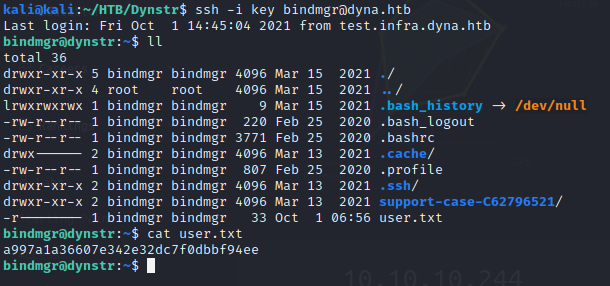 kali@kali:~/HTB/Dynstr$ ssh -i key bindmgr@dyna.htb
Last login: Fri Oct  1 14:45:04 2021 from test.infra.dyna.htb
bindmgr@dynstr:~$ ll
total 36
drwxr-xr-x 5 bindmgr bindmgr 4096 Mar 15  2021 ./
drwxr-xr-x 4 root    root    4096 Mar 15  2021 ../
lrwxrwxrwx 1 bindmgr bindmgr    9 Mar 15  2021 .bash_history -> /dev/null
-rw-r--r-- 1 bindmgr bindmgr  220 Feb 25  2020 .bash_logout
-rw-r--r-- 1 bindmgr bindmgr 3771 Feb 25  2020 .bashrc
drwx------ 2 bindmgr bindmgr 4096 Mar 13  2021 .cache/
-rw-r--r-- 1 bindmgr bindmgr  807 Feb 25  2020 .profile
drwxr-xr-x 2 bindmgr bindmgr 4096 Mar 13  2021 .ssh/
drwxr-xr-x 2 bindmgr bindmgr 4096 Mar 13  2021 support-case-C62796521/
-r-------- 1 bindmgr bindmgr   33 Oct  1 06:56 user.txt
bindmgr@dynstr:~$ cat user.txt
a997a1a36607e342e32dc7f0dbbf94ee
bindmgr@dynstr:~$
10.10.10.244